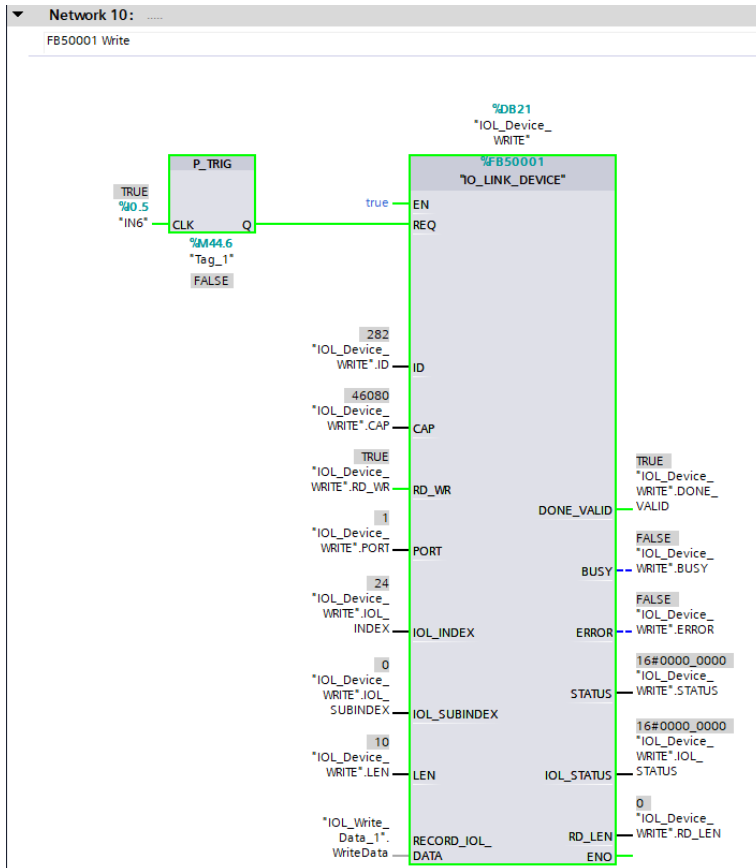 Network 10: .....
FB50001 Write
%DB21
"IOL_Device_
WRITE"
P_TRIG
%FB50001
"IO_LINK_DEVICE"
TRUE
%I0.5
"IN6"
CLK
Q
%M44.6
"Tag_1"
FALSE
true
EN
REQ
282
"IOL_Device_
WRITE".ID
ID
46080
"IOL_Device_
WRITE".CAP
CAP
TRUE
"IOL_Device_
WRITE".RD_WR
RD_WR
1
"IOL_Device_
WRITE".PORT
PORT
24
"IOL_Device_
WRITE".IOL_
INDEX
IOL_INDEX
0
"IOL_Device_
WRITE".IOL_
SUBINDEX
IOL_SUBINDEX
10
"IOL_Device_
WRITE".LEN
LEN
"IOL_Write_
Data_1".
WriteData
RECORD_IOL_
DATA
DONE_VALID
TRUE
"IOL_Device_
WRITE".DONE_
VALID
BUSY
FALSE
"IOL_Device_
WRITE".BUSY
ERROR
FALSE
"IOL_Device_
WRITE".ERROR
STATUS
16#0000_0000
"IOL_Device_
WRITE".STATUS
IOL_STATUS
16#0000_0000
"IOL_Device_
WRITE".IOL_
STATUS
RD_LEN
0
"IOL_Device_
WRITE".RD_LEN
ENO